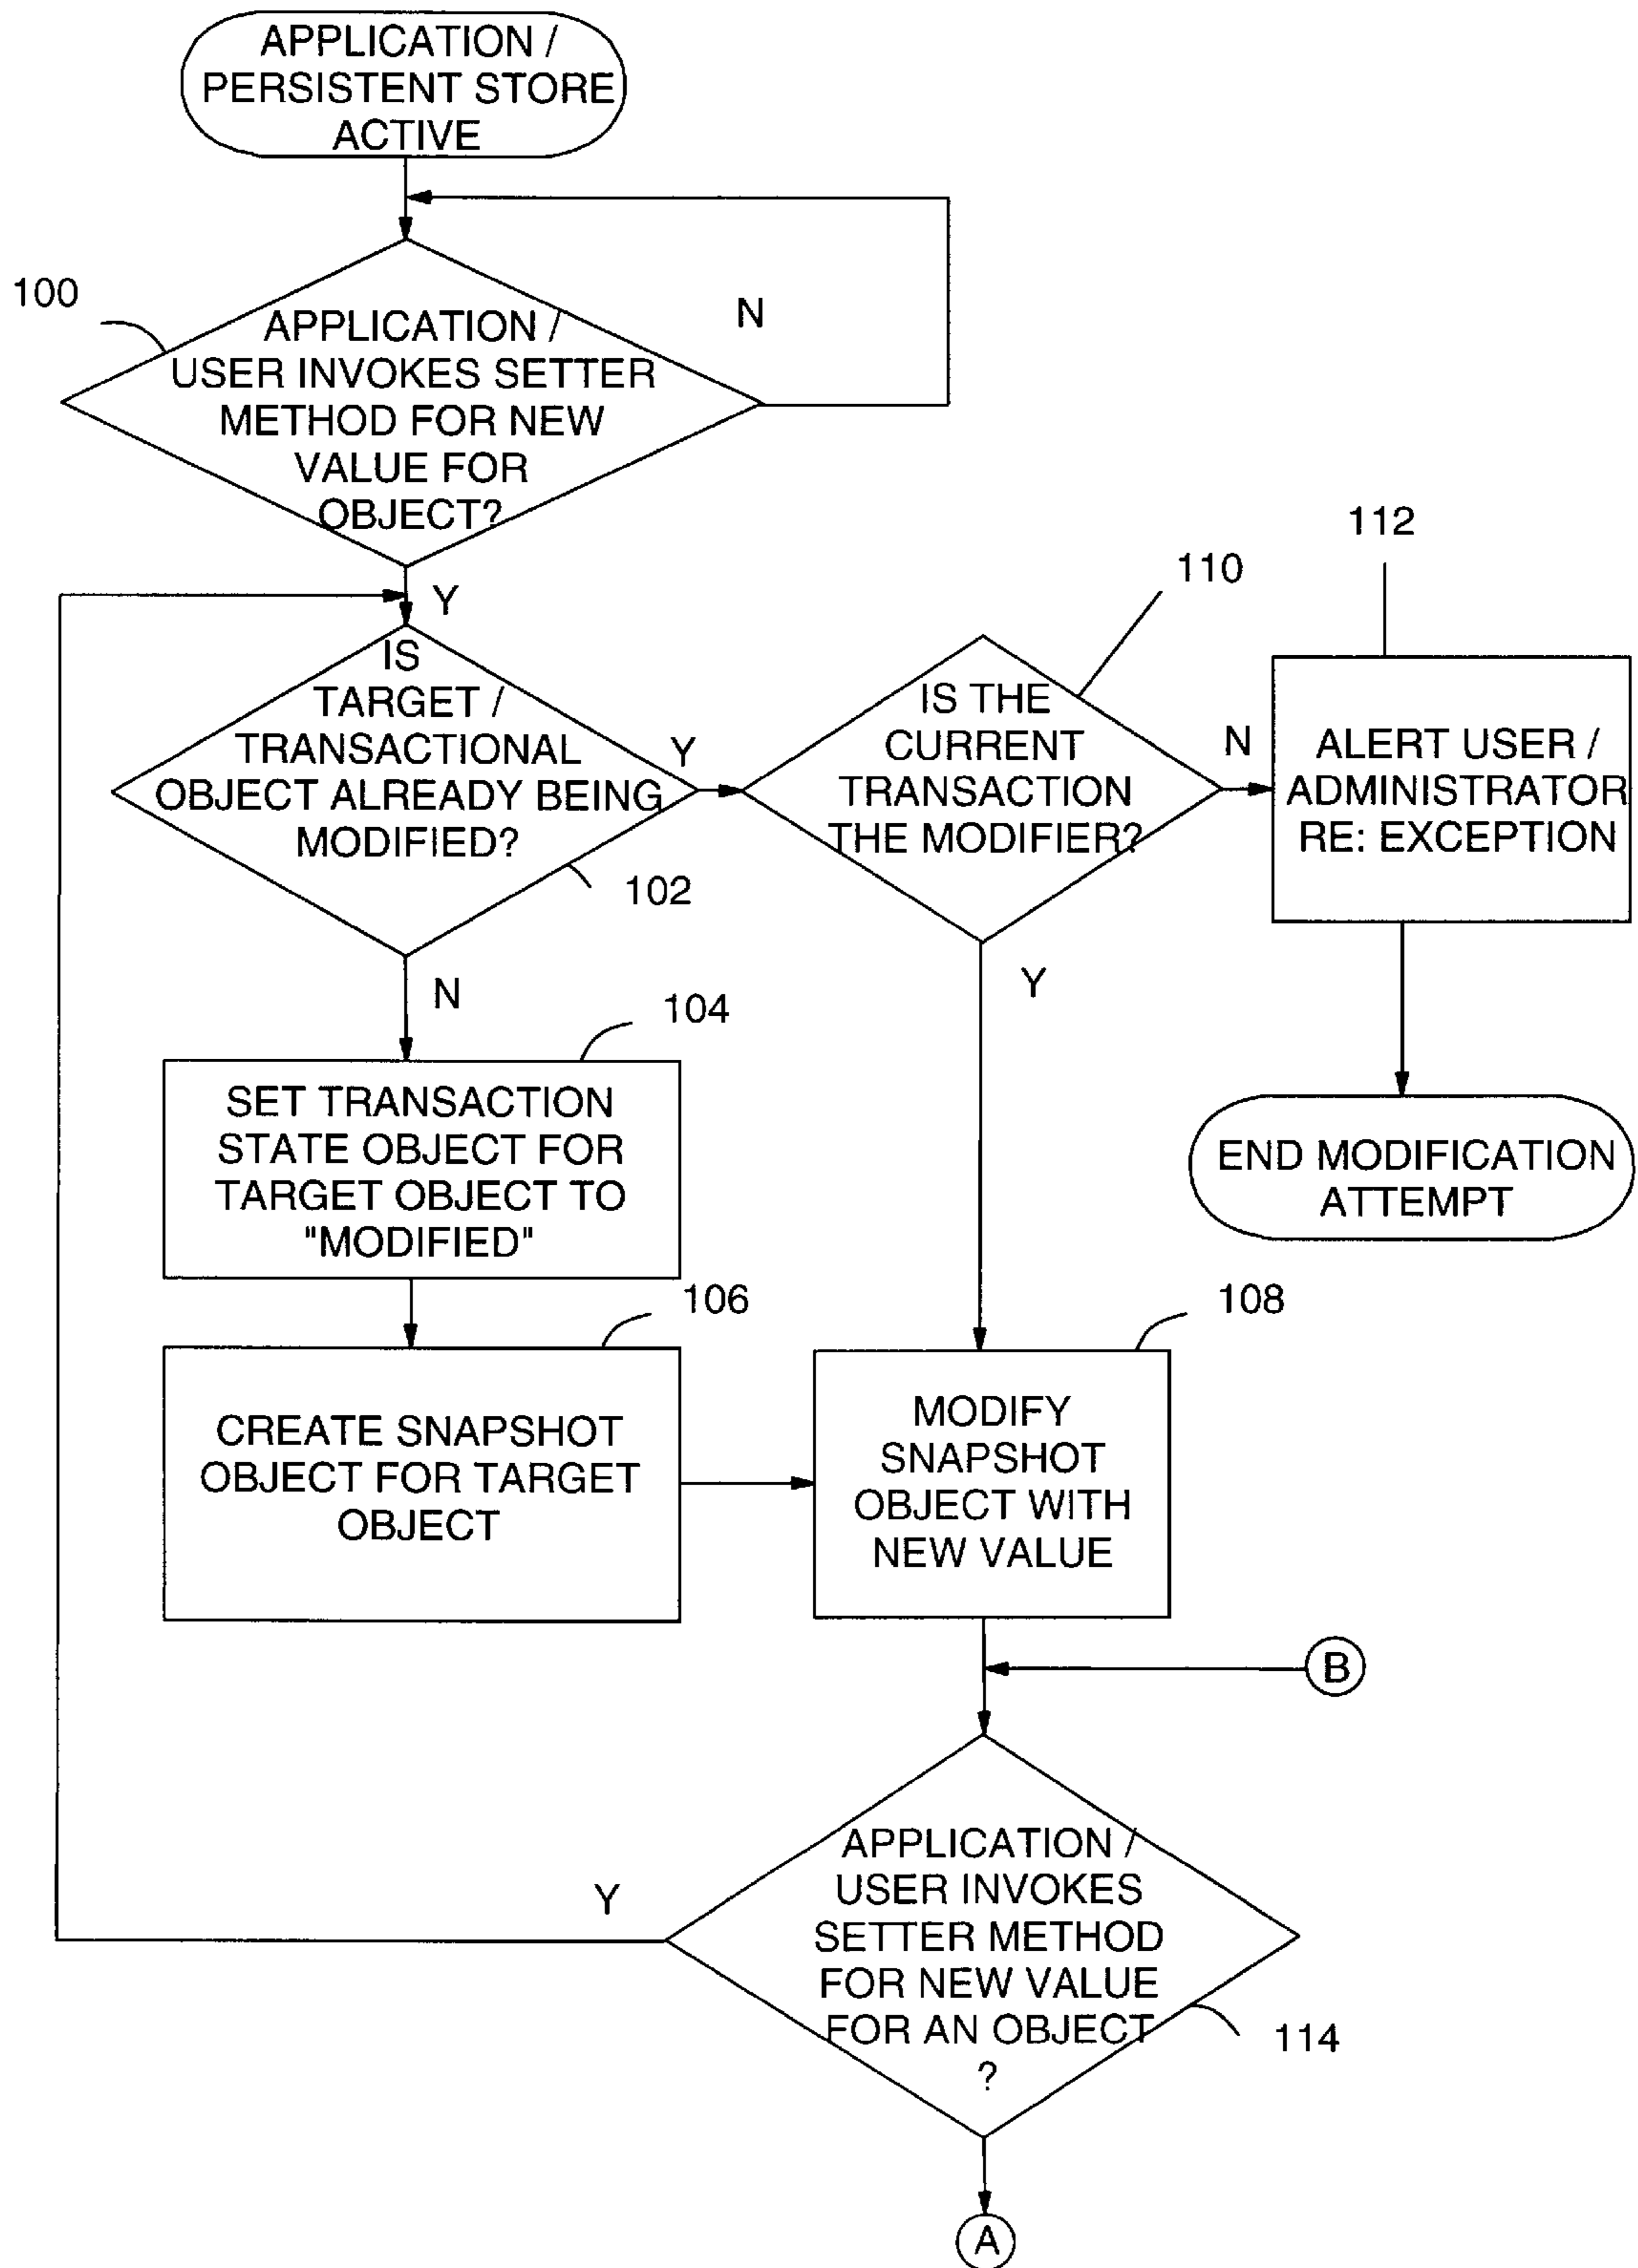 APPLICATION /
PERSISTENT STORE
ACTIVE
100
N
APPLICATION /
USER INVOKES SETTER
METHOD FOR NEW
VALUE FOR
OBJECT?
Y
IS
TARGET /
TRANSACTIONAL
OBJECT ALREADY BEING
MODIFIED?
102
Y
110
IS THE
CURRENT
TRANSACTION
THE MODIFIER?
N
112
ALERT USER /
ADMINISTRATOR
RE: EXCEPTION
END MODIFICATION
ATTEMPT
N
Y
104
SET TRANSACTION
STATE OBJECT FOR
TARGET OBJECT TO
"MODIFIED"
106
CREATE SNAPSHOT
OBJECT FOR TARGET
OBJECT
108
MODIFY
SNAPSHOT
OBJECT WITH
NEW VALUE
B
APPLICATION /
USER INVOKES
SETTER METHOD
FOR NEW VALUE
FOR AN OBJECT
?
Y
114
A